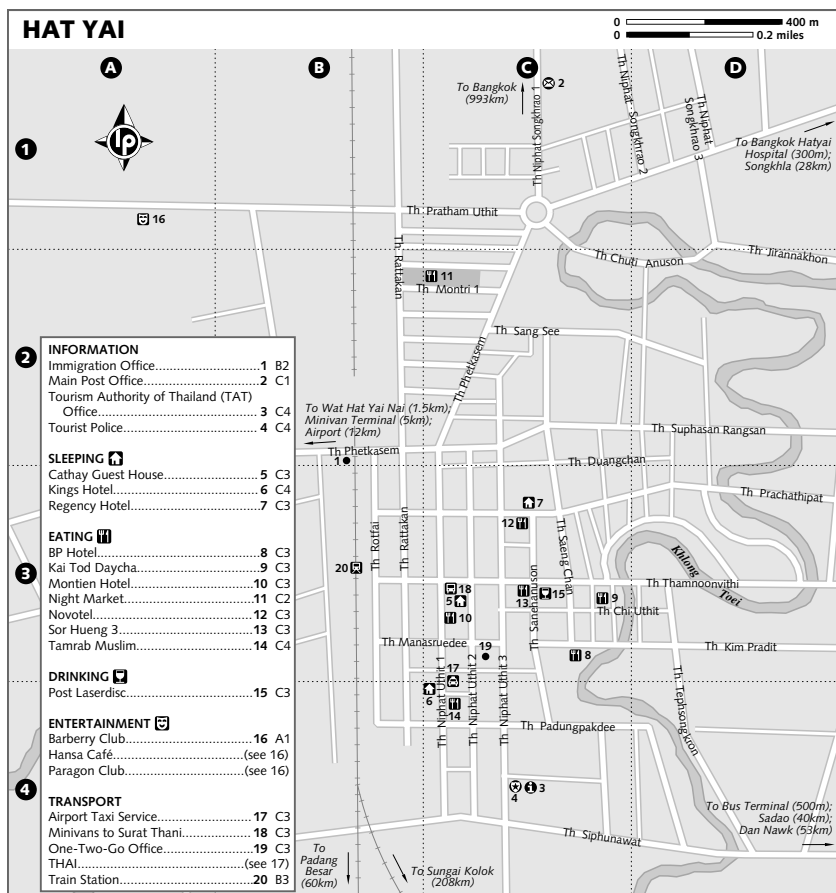 HAT YAI
0 400 m
0 0.2 miles
A B C D
1
2
3
4
lp
To Bangkok
(993km)
2
Th Niphat Songkhrao 1
Th Niphat Songkhrao 2
Th Niphat
Songkhrao 3
To Bangkok Hatyai
Hospital (300m);
Songkhla (28km)
16
Th Pratham Uthit
Th Rattakan
Th Chuti Anuson
Th Jirannakhon
11
Th Montri 1
Th Sang See
Th Phetkasem
To Wat Hat Yai Nai (1.5km);
Minivan Terminal (5km);
Airport (12km)
Th Phetkasem
1
Th Suphasan Rangsan
Th Duangchan
Th Prachathipat
7
12
Th Rotfai
Th Rattakan
Th Saeng Chan
Khlong
Toei
20
18
5
10
13
15
9
Th Thamnoonvithi
Th Chi Uthit
Th Sanehanuson
Th Manasruedee
19
8
Th Kim Pradit
17
6
14
Th Niphat Uthit 1
Th Niphat Uthit 2
Th Niphat Uthit 3
Th Padungpakdee
Th Tephsongkron
4
3
Th Siphunawat
To Bus Terminal (500m);
Sadao (40km);
Dan Nawk (53km)
To
Padang
Besar
(60km)
To Sungai Kolok
(208km)
INFORMATION
Immigration Office 1 B2
Main Post Office 2 C1
Tourism Authority of Thailand (TAT)
Office 3 C4
Tourist Police 4 C4
SLEEPING
Cathay Guest House 5 C3
Kings Hotel 6 C4
Regency Hotel 7 C3
EATING
BP Hotel 8 C3
Kai Tod Daycha 9 C3
Montien Hotel 10 C3
Night Market 11 C2
Novotel 12 C3
Sor Hueng 3 13 C3
Tamrab Muslim 14 C4
DRINKING
Post Laserdisc 15 C3
ENTERTAINMENT
Barberry Club 16 A1
Hansa Café (see 16)
Paragon Club (see 16)
TRANSPORT
Airport Taxi Service 17 C3
Minivans to Surat Thani 18 C3
One-Two-Go Office 19 C3
THAI (see 17)
Train Station 20 B3